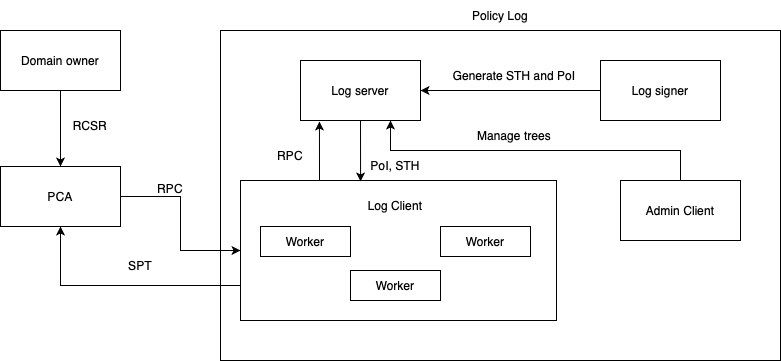 Policy Log
Domain owner
Log server
Generate STH and PoI
Log signer
RCSR
Manage trees
RPC
PoI, STH
PCA
RPC
Log Client
Admin Client
Worker
Worker
SPT
Worker